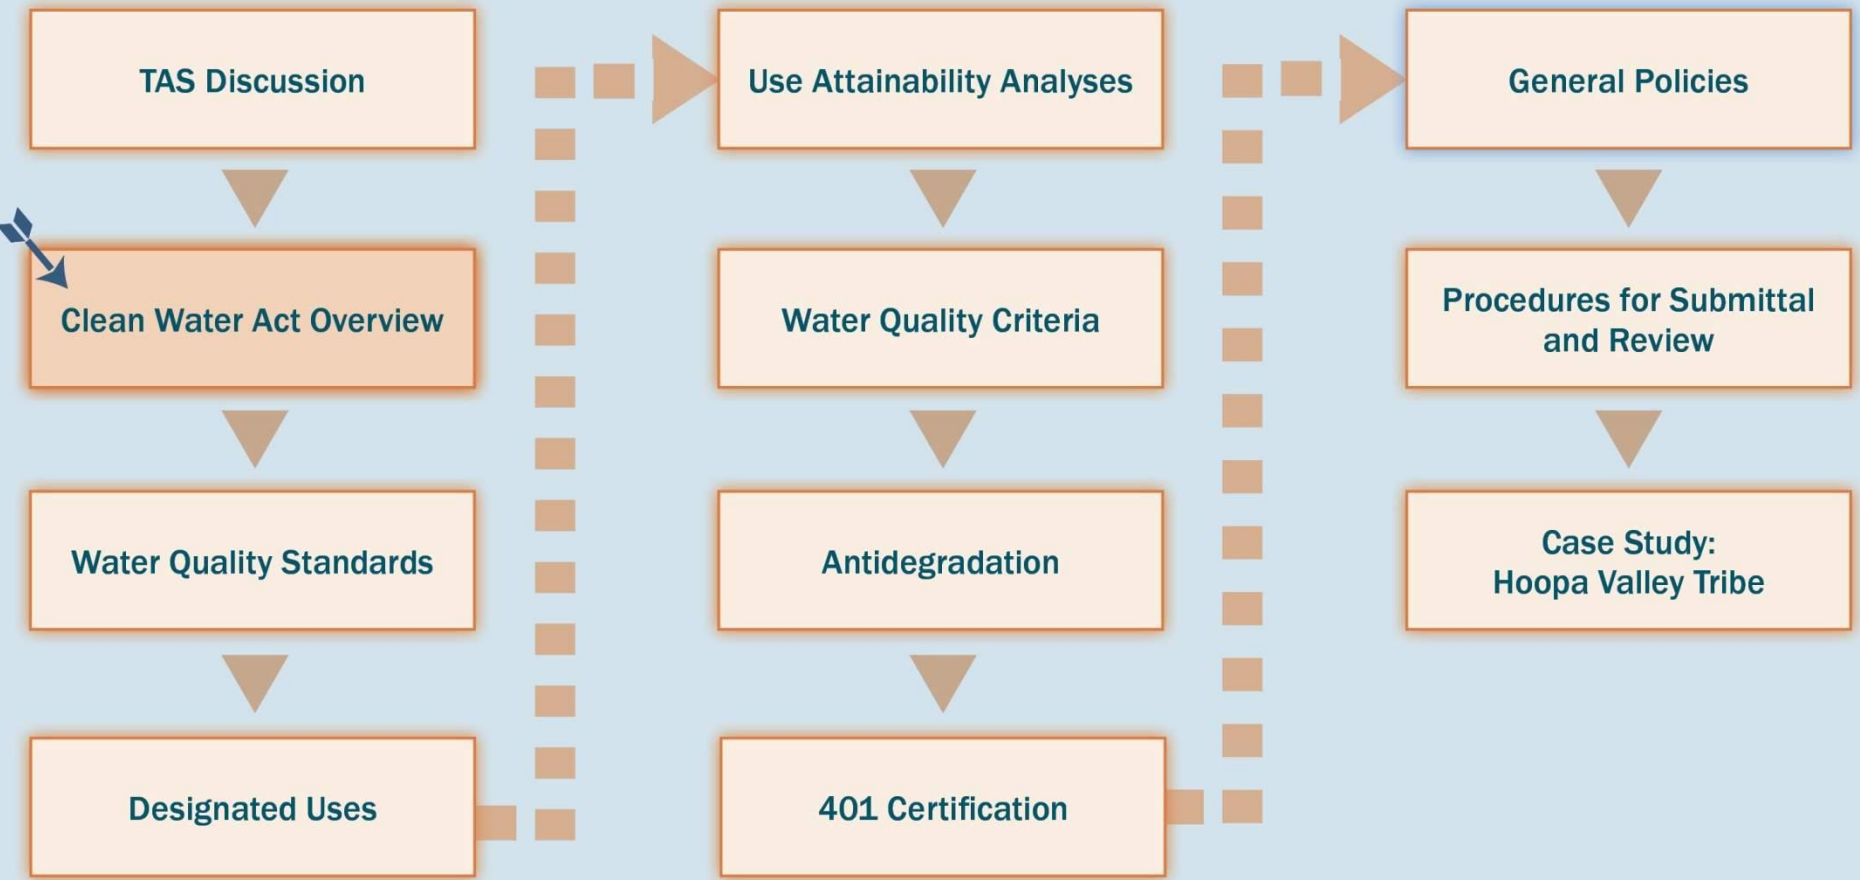 TAS Discussion
Clean Water Act Overview
Water Quality Standards
Designated Uses
Use Attainability Analyses
Water Quality Criteria
Antidegradation
401 Certification
General Policies
Procedures for Submittal
and Review
Case Study:
Hoopa Valley Tribe